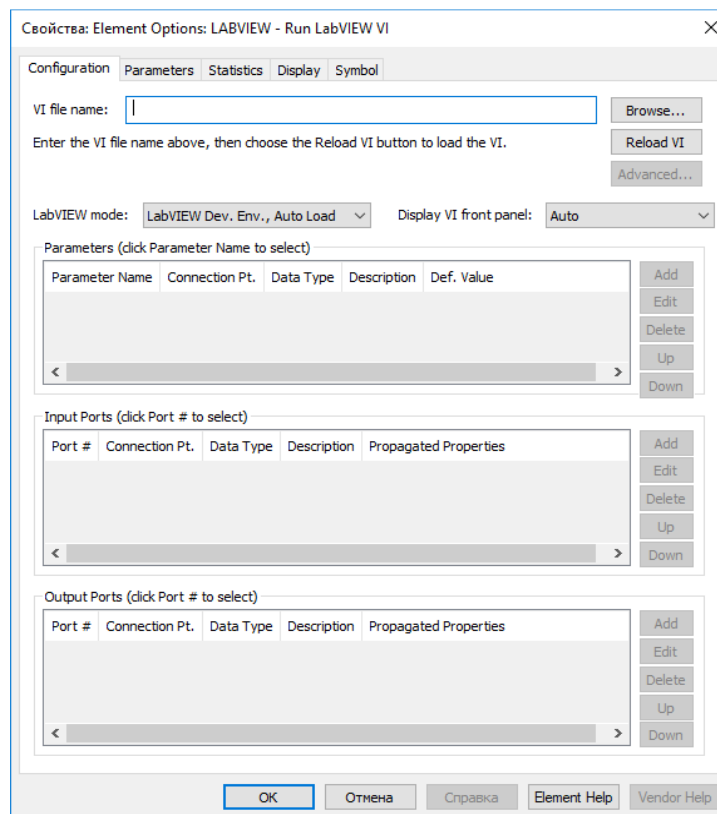 Свойства: Element Options: LABVIEW - Run LabVIEW VI
Configuration Parameters Statistics Display Symbol
VI file name: Browse...
Enter the VI file name above, then choose the Reload VI button to load the VI. Reload VI
Advanced...
LabVIEW mode: LabVIEW Dev. Env., Auto Load Display VI front panel: Auto
Parameters (click Parameter Name to select)
Parameter Name Connection Pt. Data Type Description Def. Value Add
Edit
Delete
Up
Down
Input Ports (click Port # to select)
Port # Connection Pt. Data Type Description Propagated Properties Add
Edit
Delete
Up
Down
Output Ports (click Port # to select)
Port # Connection Pt. Data Type Description Propagated Properties Add
Edit
Delete
Up
Down
OK Отмена Справка Element Help Vendor Help